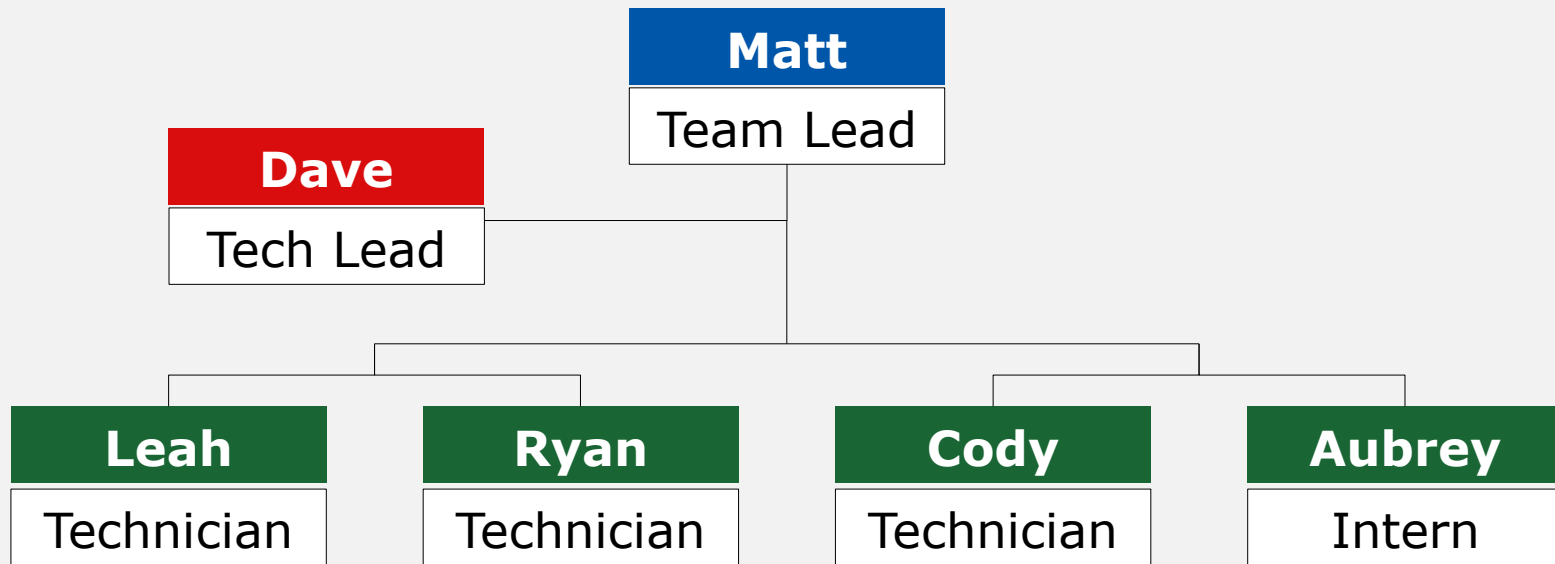 Matt
Team Lead
Dave
Tech Lead
Leah
Technician
Ryan
Technician
Cody
Technician
Aubrey
Intern